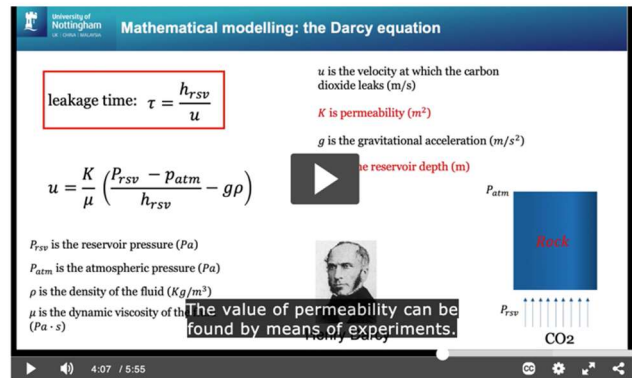 University of
Nottingham
UK | CHINA | MALAYSIA
Mathematical modelling: the Darcy equation
leakage time: τ = h_rsv / u
u = K/μ ((P_rsv − p_atm)/h_rsv − gρ)
P_rsv is the reservoir pressure (Pa)
P_atm is the atmospheric pressure (Pa)
ρ is the density of the fluid (Kg/m³)
μ is the dynamic viscosity of the
(Pa · s)
u is the velocity at which the carbon
dioxide leaks (m/s)
K is permeability (m²)
g is the gravitational acceleration (m/s²)
reservoir depth (m)
P_atm
Rock
P_rsv
CO2
The value of permeability can be
found by means of experiments.
Henry Darcy
4:07 / 5:55
CC